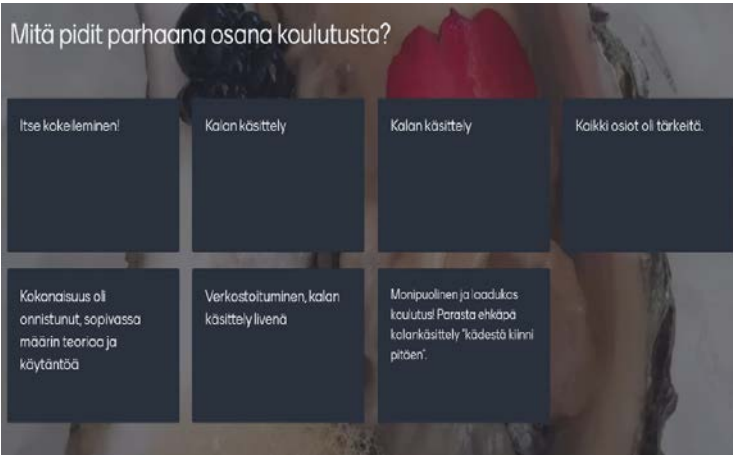 Mitä pidit parhaana osana koulutusta?
Itse kokeileminen!
Kalan käsittely
Kalan käsittely
Kaikki osiot oli tärkeitä.
Kokonaisuus oli
onnistunut, sopivassa
määrin teoriaa ja
käytäntöä
Verkostoituminen, kalan
käsittely livenä
Monipuolinen ja laadukas
koulutus! Parasta ehkäpä
kalankäsittely "kädestä kiinni
pitäen".